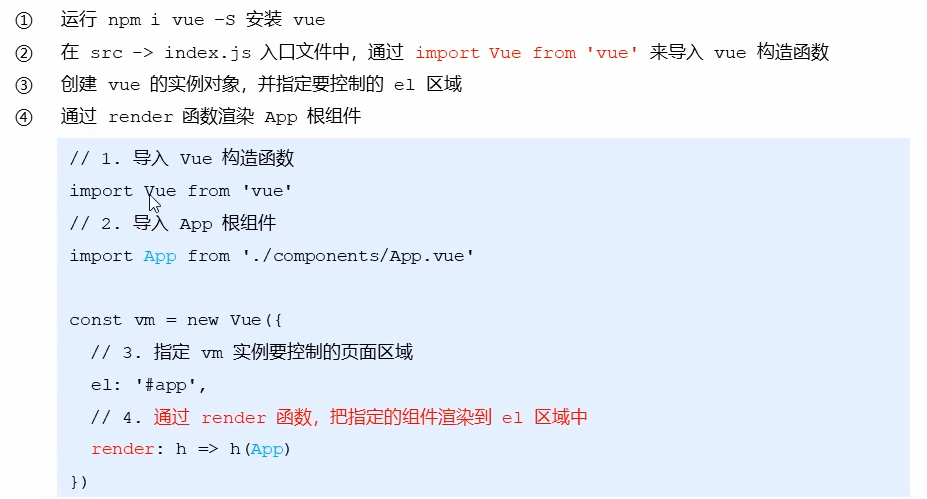 ① 运行 npm i vue –S 安装 vue
② 在 src -> index.js 入口文件中，通过 import Vue from 'vue' 来导入 vue 构造函数
③ 创建 vue 的实例对象，并指定要控制的 el 区域
④ 通过 render 函数渲染 App 根组件
// 1. 导入 Vue 构造函数
import Vue from 'vue'
// 2. 导入 App 根组件
import App from './components/App.vue'
const vm = new Vue({
// 3. 指定 vm 实例要控制的页面区域
el: '#app',
// 4. 通过 render 函数，把指定的组件渲染到 el 区域中
render: h => h(App)
})